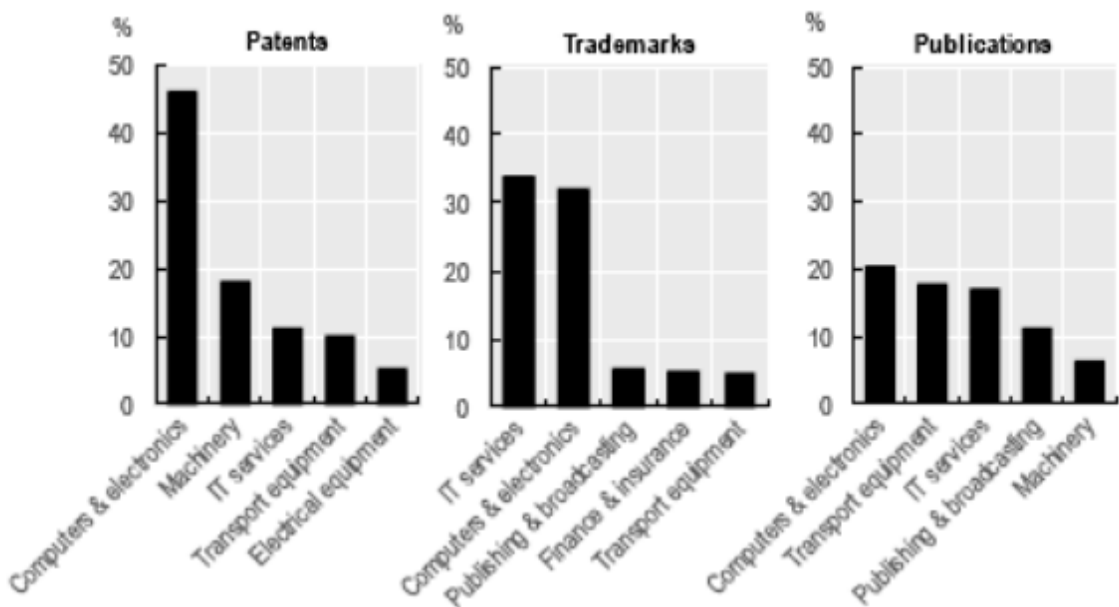 %
Patents
50
40
30
20
10
0
Computers & electronics
Machinery
IT services
Transport equipment
Electrical equipment
%
Trademarks
50
40
30
20
10
0
IT services
Computers & electronics
Publishing & broadcasting
Finance & insurance
Transport equipment
%
Publications
50
40
30
20
10
0
Computers & electronics
Transport equipment
IT services
Publishing & broadcasting
Machinery